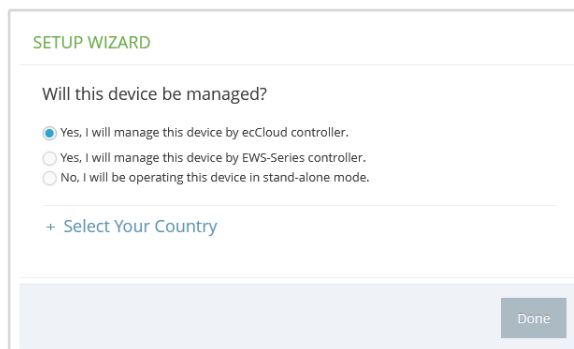 SETUP WIZARD
Will this device be managed?
Yes, I will manage this device by ecCloud controller.
Yes, I will manage this device by EWS-Series controller.
No, I will be operating this device in stand-alone mode.
+ Select Your Country
Done